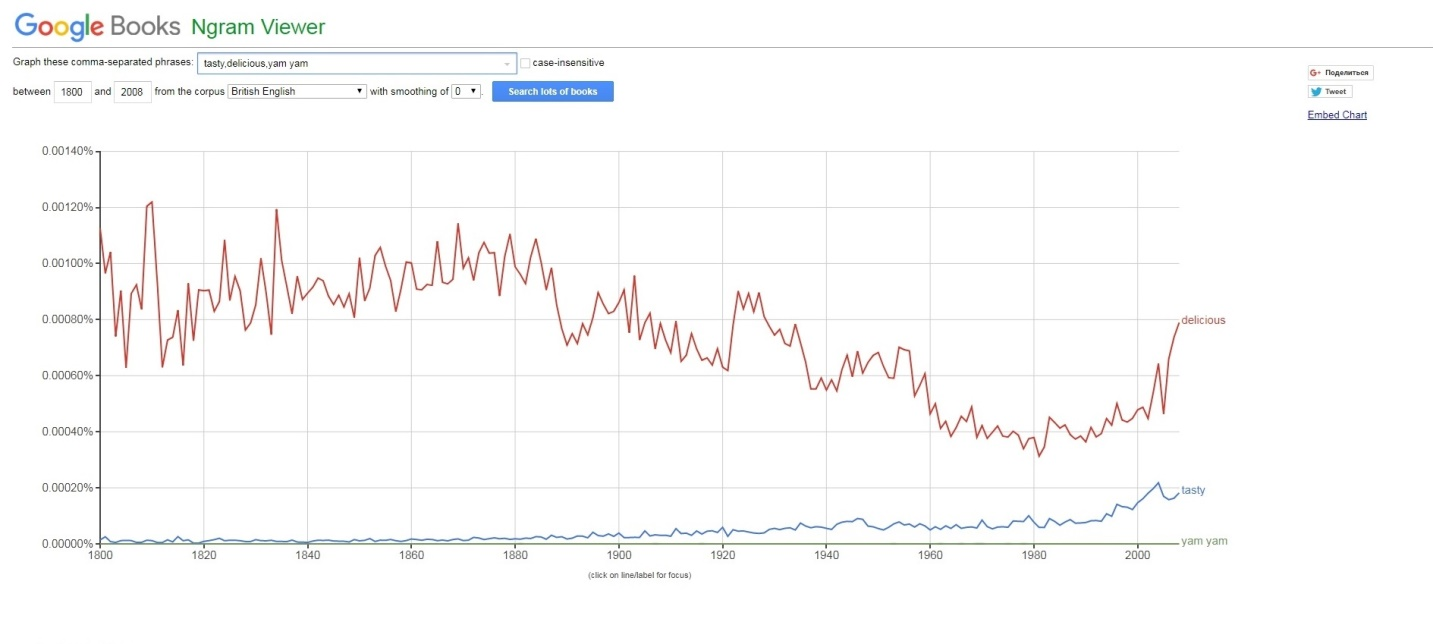 Google Books Ngram Viewer
Graph these comma-separated phrases: tasty,delicious,yam yam case-insensitive
between 1800 and 2008 from the corpus British English with smoothing of 0 . Search lots of books
G+ Поделиться
Tweet
Embed Chart
0.00140%
0.00120%
0.00100%
0.00080%
0.00060%
0.00040%
0.00020%
0.00000%
delicious
tasty
yam yam
1800 1820 1840 1860 1880 1900 1920 1940 1960 1980 2000
(click on line/label for focus)